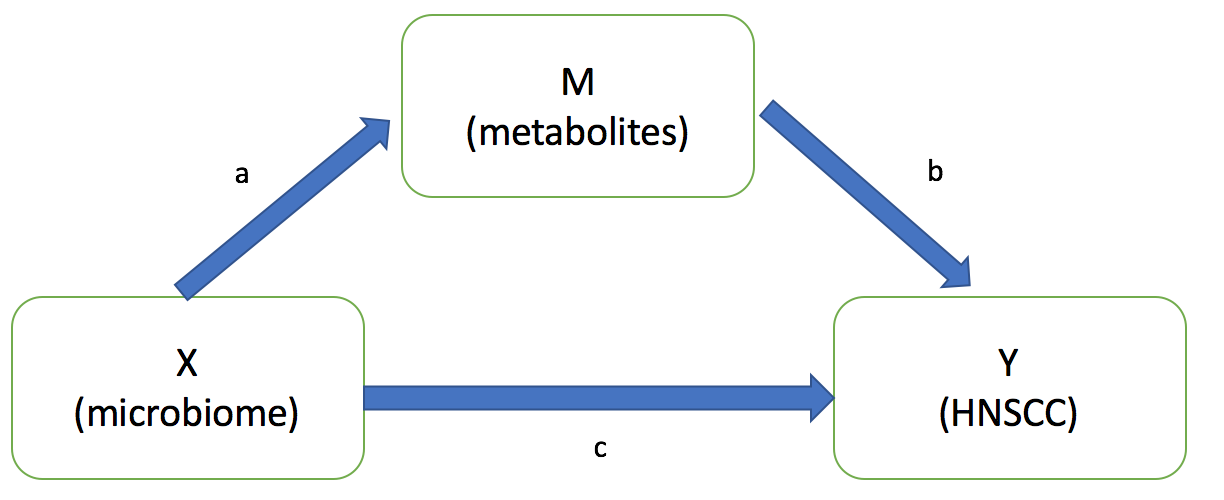 M
(metabolites)
a
b
X
(microbiome)
Y
(HNSCC)
c